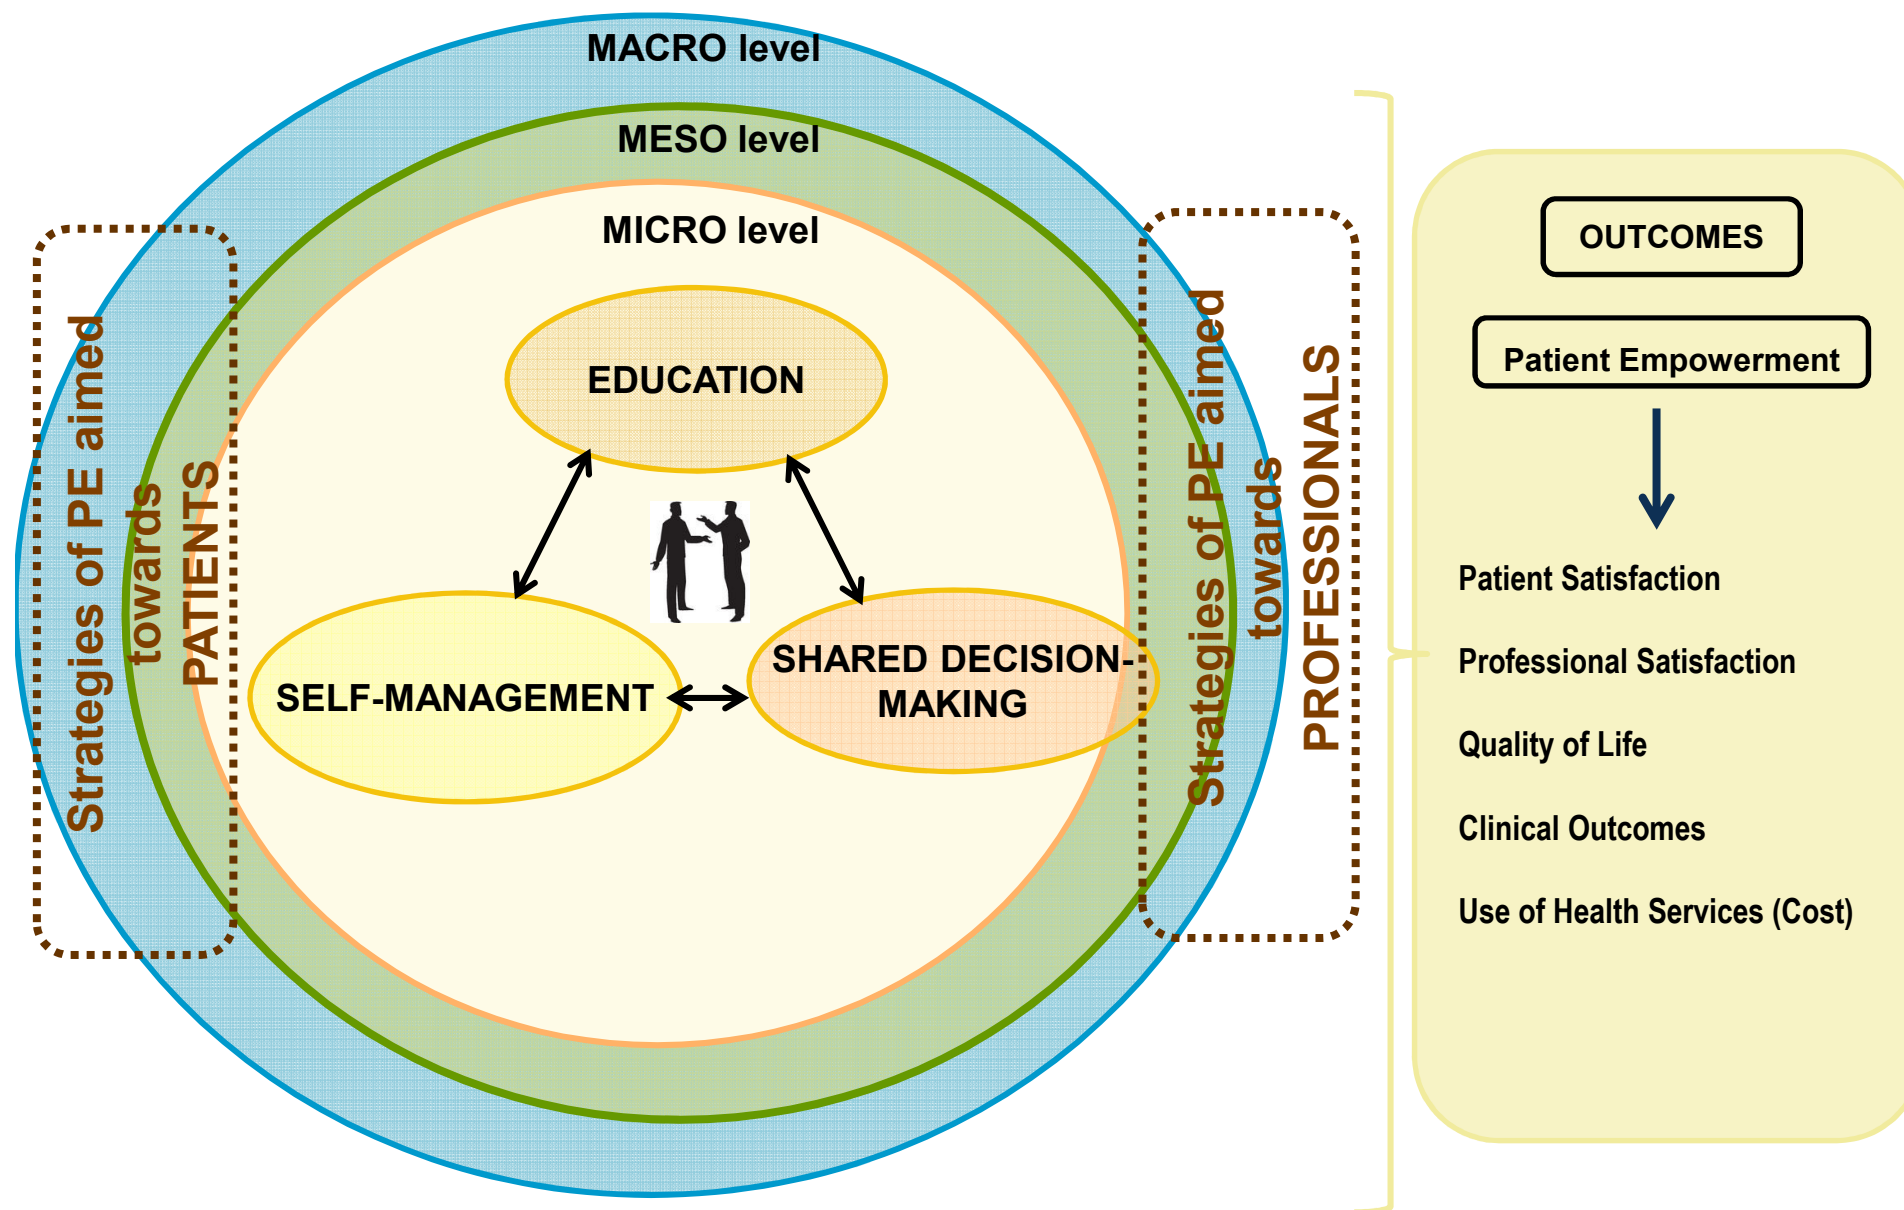 MACRO level
MESO level
MICRO level
EDUCATION
SELF-MANAGEMENT
SHARED DECISION-
MAKING
Strategies of PE aimed
towards
PATIENTS
Strategies of PE aimed
towards
PROFESSIONALS
OUTCOMES
Patient Empowerment
Patient Satisfaction
Professional Satisfaction
Quality of Life
Clinical Outcomes
Use of Health Services (Cost)